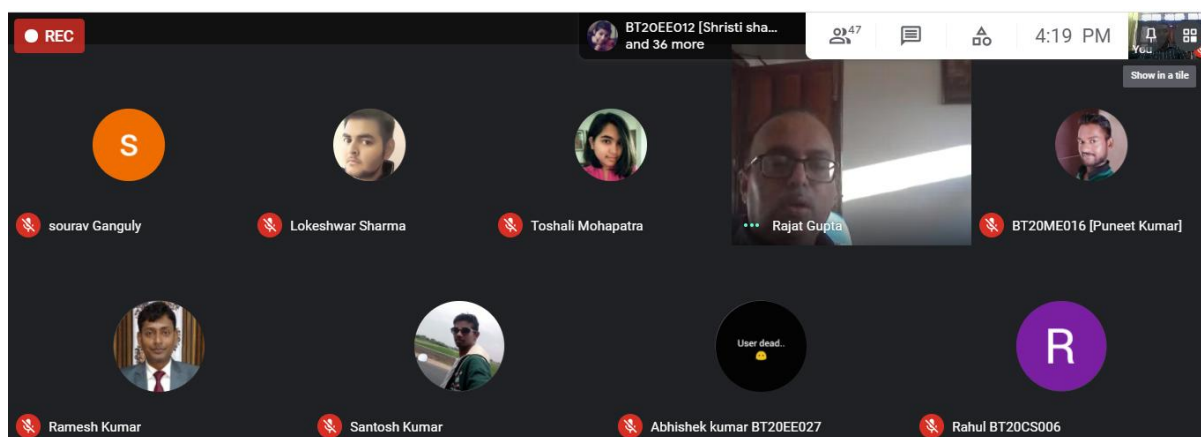 REC
BT20EE012 [Shristi sha...
and 36 more
47
4:19 PM
You
Show in a tile
S
sourav Ganguly
Lokeshwar Sharma
Toshali Mohapatra
Rajat Gupta
BT20ME016 [Puneet Kumar]
User dead..
R
Ramesh Kumar
Santosh Kumar
Abhishek kumar BT20EE027
Rahul BT20CS006